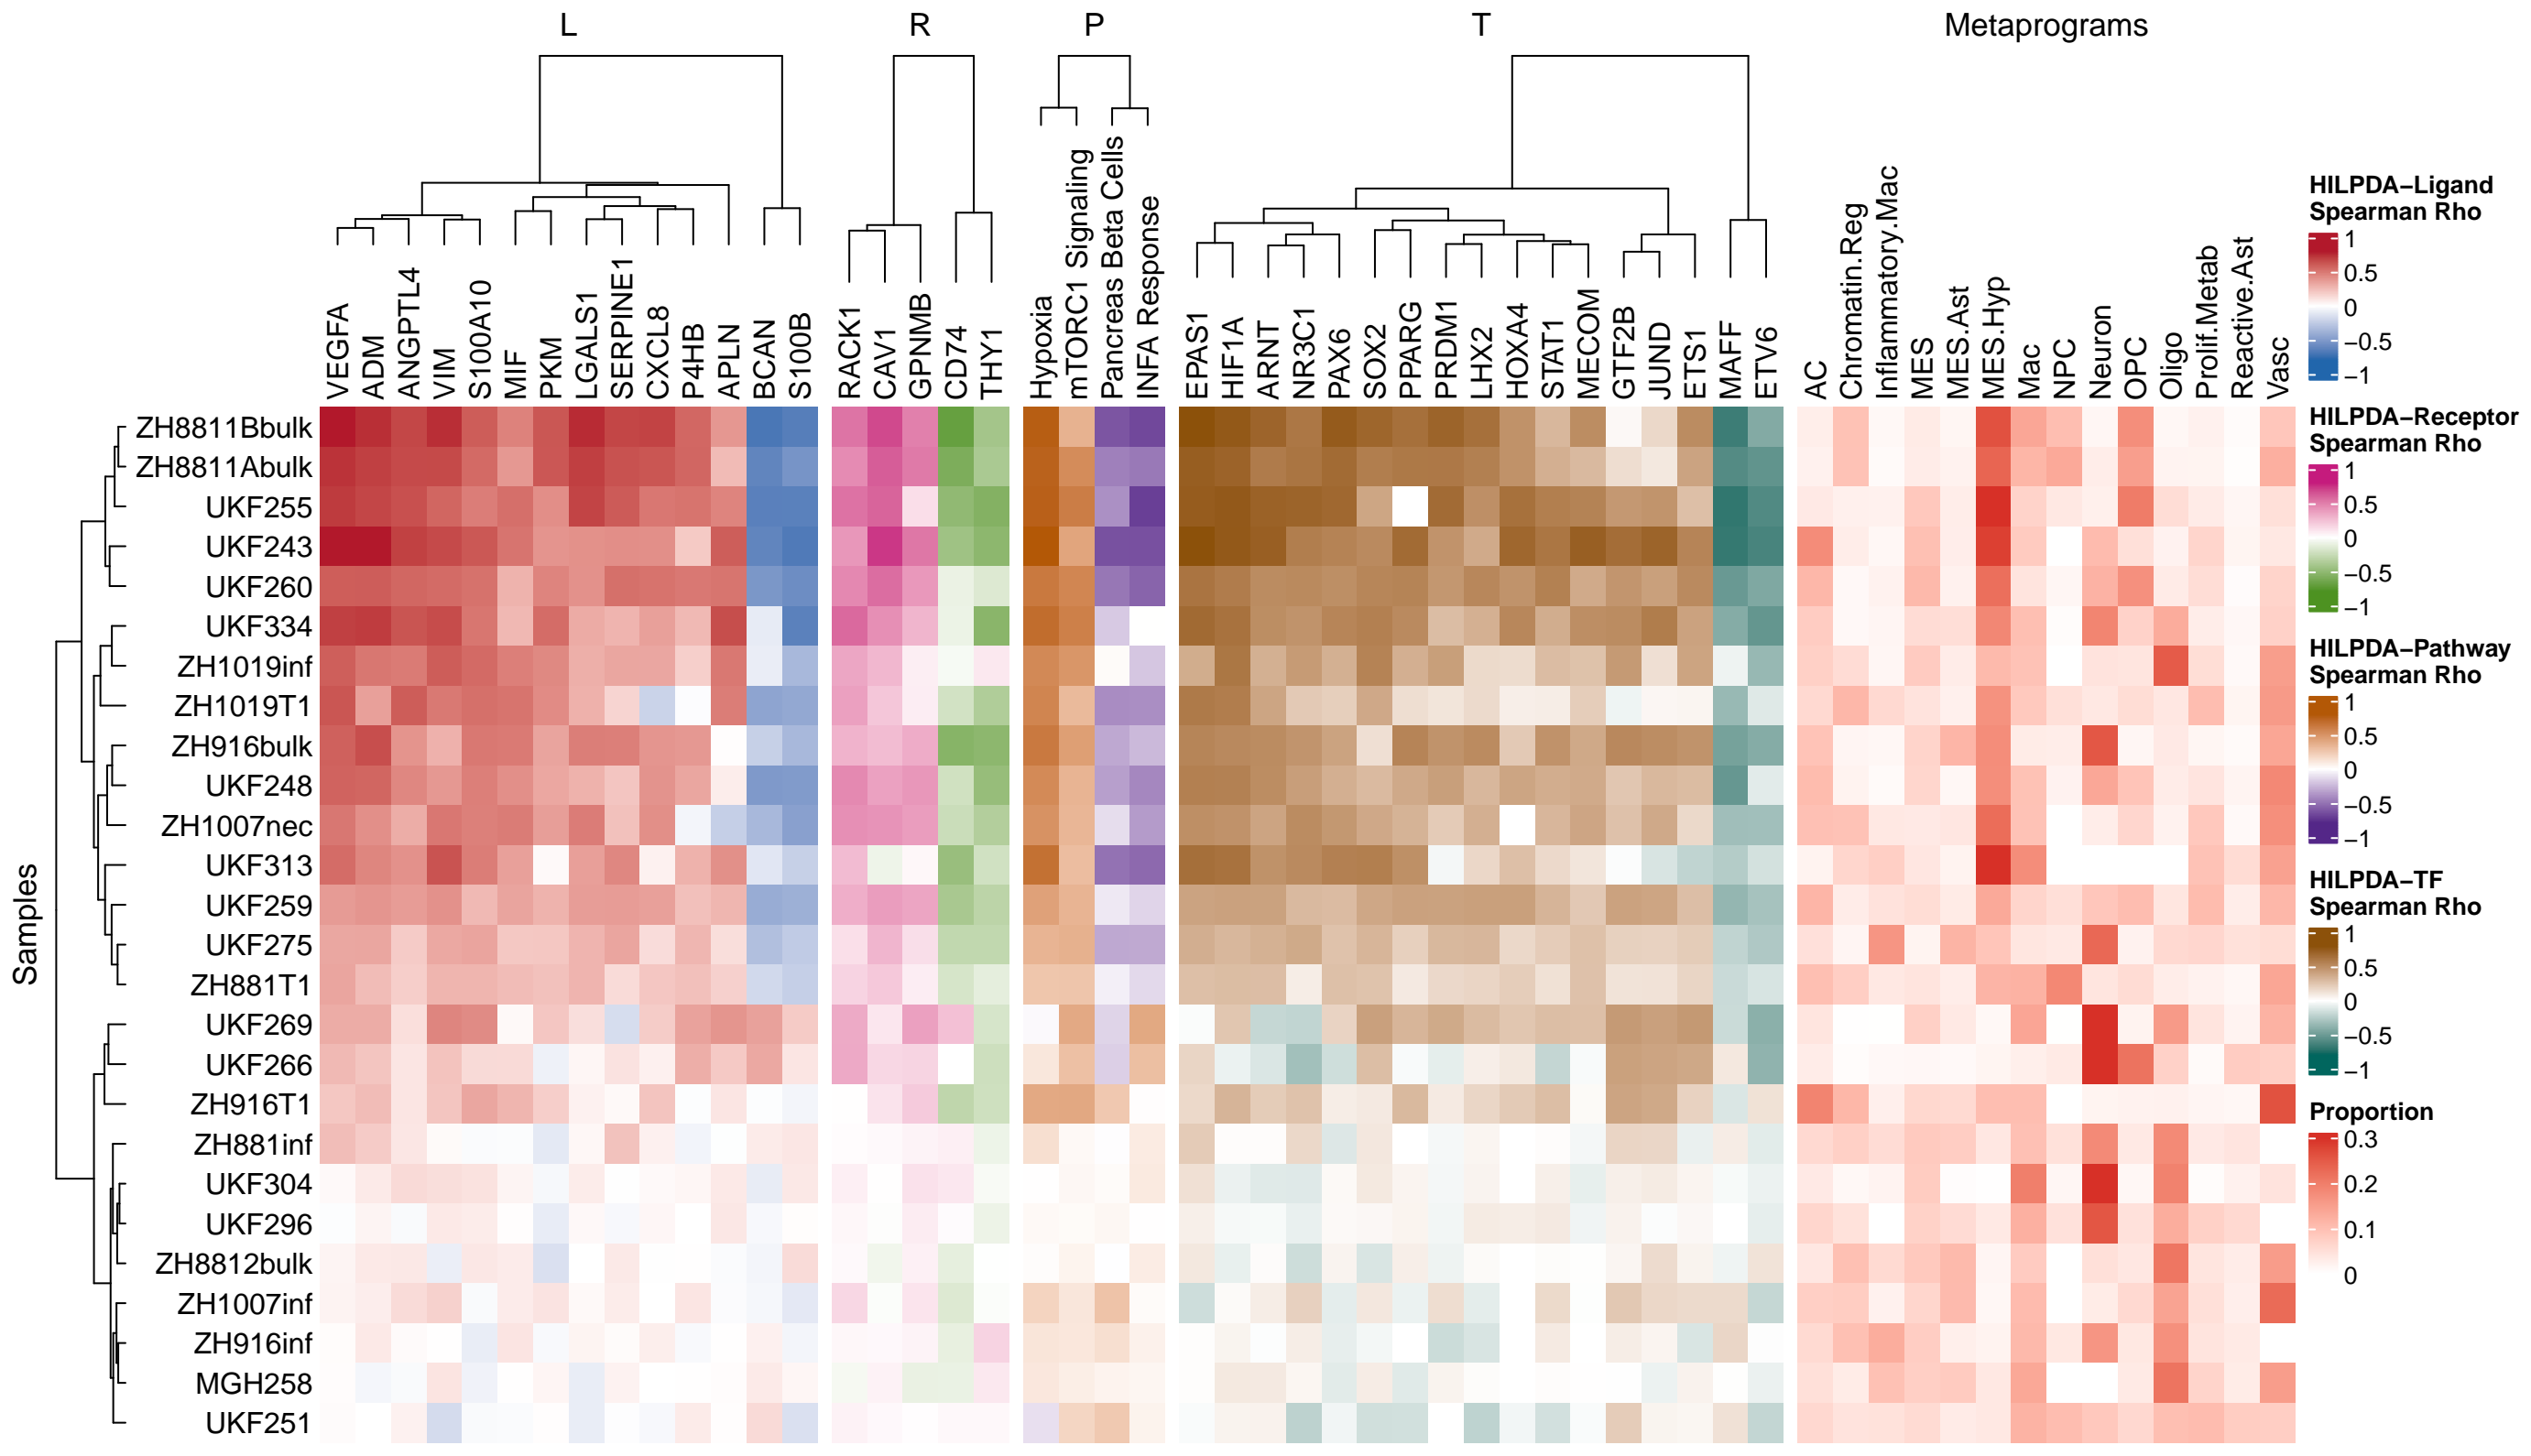 L
R
P
T
Metaprograms
VEGFA
ADM
ANGPTL4
VIM
S100A10
MIF
PKM
LGALS1
SERPINE1
CXCL8
P4HB
APLN
BCAN
S100B
RACK1
CAV1
GPNMB
CD74
THY1
Hypoxia
mTORC1 Signaling
Pancreas Beta Cells
INFA Response
EPAS1
HIF1A
ARNT
NR3C1
PAX6
SOX2
PPARG
PRDM1
LHX2
HOXA4
STAT1
MECOM
GTF2B
JUND
ETS1
MAFF
ETV6
AC
Chromatin.Reg
Inflammatory.Mac
MES
MES.Ast
MES.Hyp
Mac
NPC
Neuron
OPC
Oligo
Prolif.Metab
Reactive.Ast
Vasc
Samples
ZH8811Bbulk
ZH8811Abulk
UKF255
UKF243
UKF260
UKF334
ZH1019inf
ZH1019T1
ZH916bulk
UKF248
ZH1007nec
UKF313
UKF259
UKF275
ZH881T1
UKF269
UKF266
ZH916T1
ZH881inf
UKF304
UKF296
ZH8812bulk
ZH1007inf
ZH916inf
MGH258
UKF251
HILPDA−Ligand
Spearman Rho
1
0.5
0
−0.5
−1
HILPDA−Receptor
Spearman Rho
1
0.5
0
−0.5
−1
HILPDA−Pathway
Spearman Rho
1
0.5
0
−0.5
−1
HILPDA−TF
Spearman Rho
1
0.5
0
−0.5
−1
Proportion
0.3
0.2
0.1
0